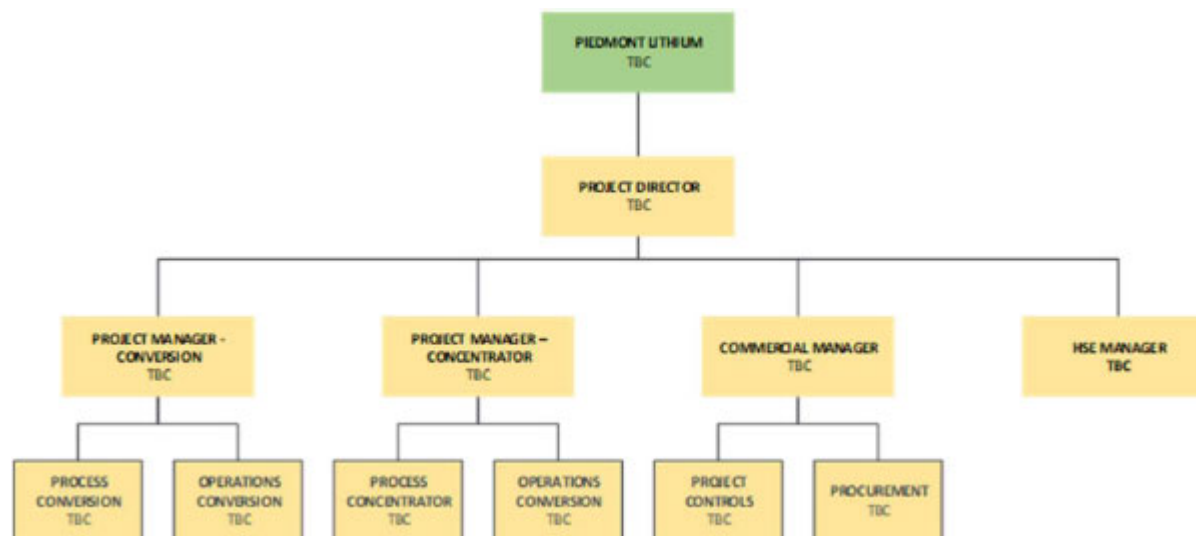 PIEDMONT LITHIUM
TBC
PROJECT DIRECTOR
TBC
PROJECT MANAGER -
CONVERSION
TBC
PROJECT MANAGER –
CONCENTRATOR
TBC
COMMERCIAL MANAGER
TBC
HSE MANAGER
TBC
PROCESS
CONVERSION
TBC
OPERATIONS
CONVERSION
TBC
PROCESS
CONCENTRATOR
TBC
OPERATIONS
CONVERSION
TBC
PROJECT
CONTROLS
TBC
PROCUREMENT
TBC